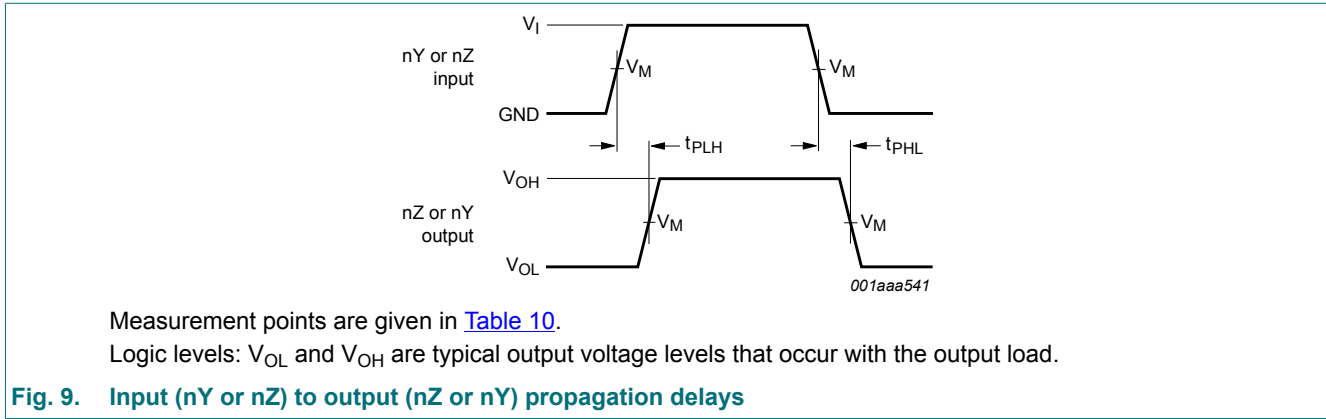 V_I
nY or nZ
input
V_M
V_M
GND
t_PLH
t_PHL
V_OH
nZ or nY
output
V_M
V_M
V_OL
001aaa541
Measurement points are given in Table 10.
Logic levels: V_OL and V_OH are typical output voltage levels that occur with the output load.
Fig. 9. Input (nY or nZ) to output (nZ or nY) propagation delays